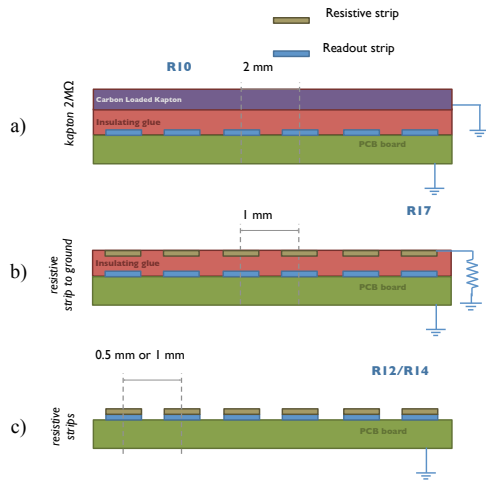 Resistive strip
Readout strip
R10
2 mm
a)
kapton 2MΩ
Carbon Loaded Kapton
Insulating glue
PCB board
R17
1 mm
b)
resistive
strip to ground
Insulating glue
PCB board
0.5 mm or 1 mm
R12/R14
c)
resistive
strips
PCB board